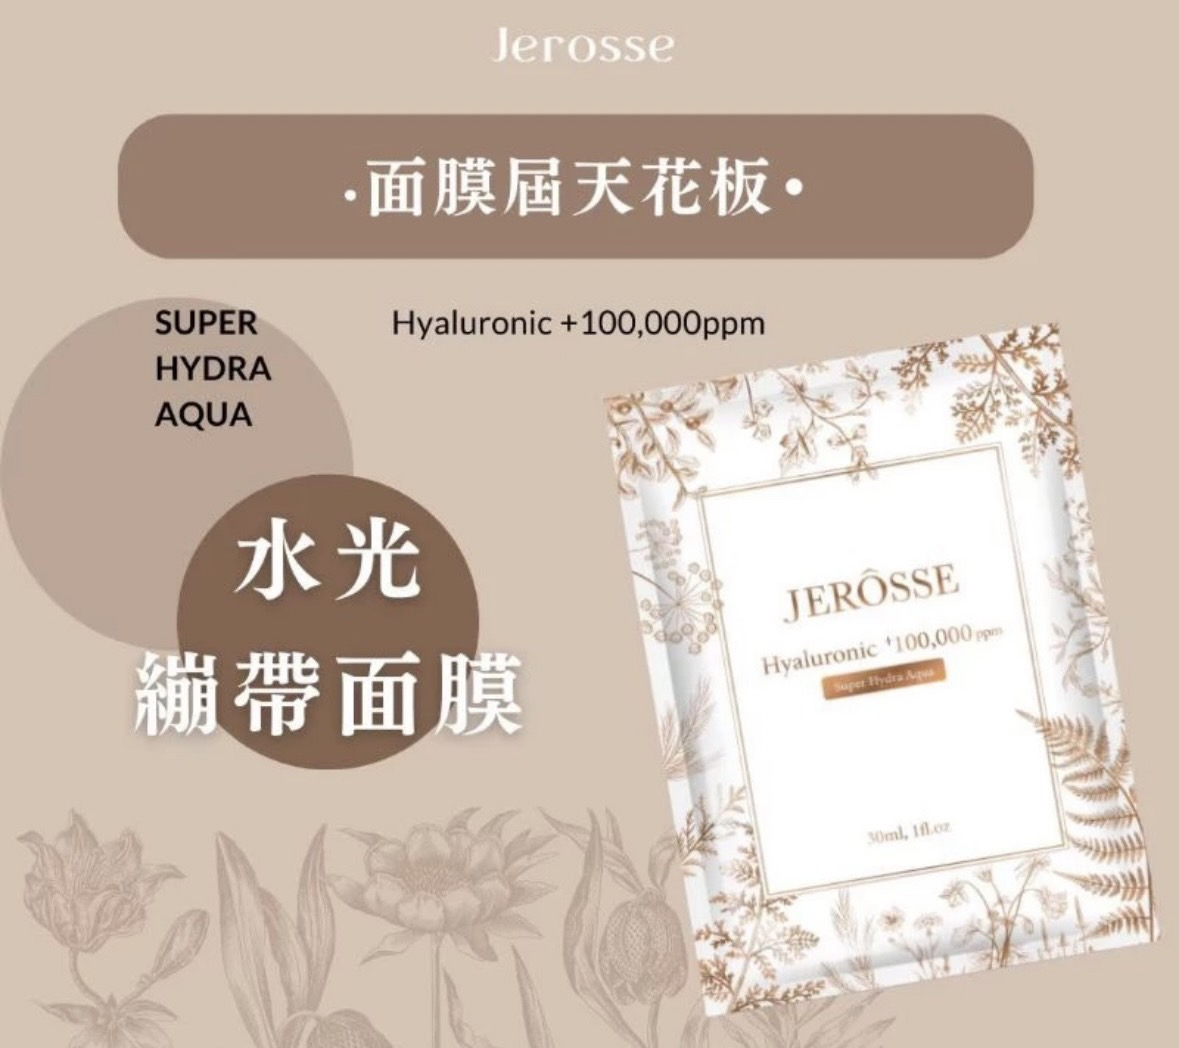 Jerosse
·面膜屆天花板•
SUPER
HYDRA
AQUA
Hyaluronic +100,000ppm
水光
繃帶面膜
JERÔSSE
Hyaluronic +100,000 ppm
Super Hydra Aqua
30ml, 1fl.oz